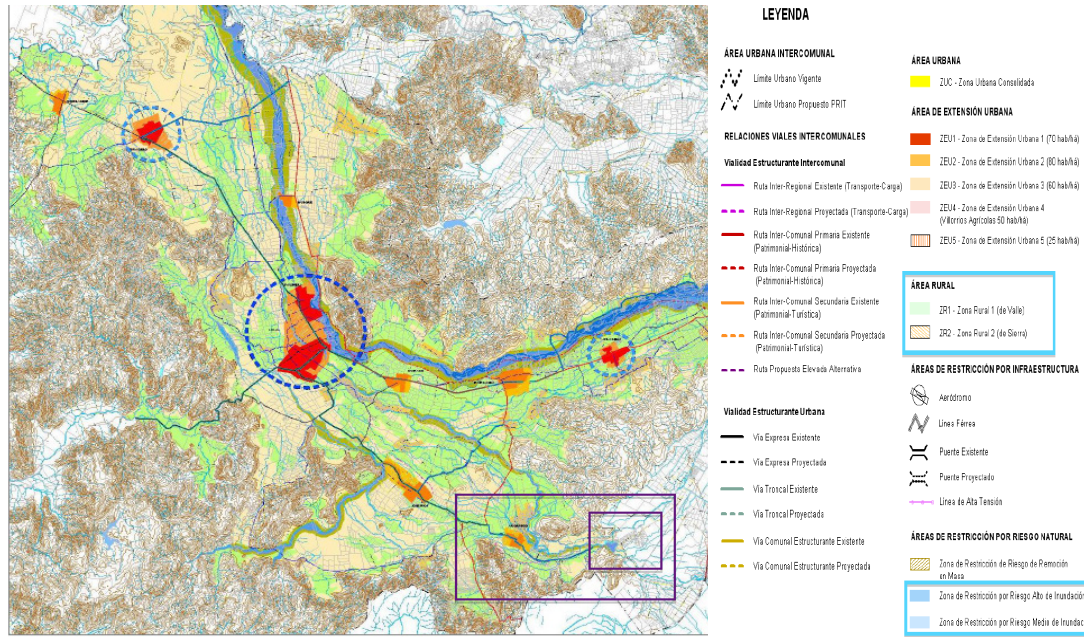 LEYENDA
ÁREA URBANA INTERCOMUNAL
Límite Urbano Vigente
Límite Urbano Propuesto PRIT
RELACIONES VIALES INTERCOMUNALES
Vialidad Estructurante Intercomunal
Ruta Inter-Regional Existente (Transporte-Carga)
Ruta Inter-Regional Proyectada (Transporte-Carga)
Ruta Inter-Comunal Primaria Existente
(Patrimonial-Histórica)
Ruta Inter-Comunal Primaria Proyectada
(Patrimonial-Histórica)
Ruta Inter-Comunal Secundaria Existente
(Patrimonial-Turística)
Ruta Inter-Comunal Secundaria Proyectada
(Patrimonial-Turística)
Ruta Propuesta Elevada Alternativa
Vialidad Estructurante Urbana
Vía Expresa Existente
Vía Expresa Proyectada
Vía Troncal Existente
Vía Troncal Proyectada
Vía Comunal Estructurante Existente
Vía Comunal Estructurante Proyectada
ÁREA URBANA
ZUC - Zona Urbana Consolidada
ÁREA DE EXTENSIÓN URBANA
ZEU1 - Zona de Extensión Urbana 1 (70 hab/há)
ZEU2 - Zona de Extensión Urbana 2 (80 hab/há)
ZEU3 - Zona de Extensión Urbana 3 (60 hab/há)
ZEU4 - Zona de Extensión Urbana 4
(Villorrios Agrícolas 50 hab/há)
ZEU5 - Zona de Extensión Urbana 5 (25 hab/há)
ÁREA RURAL
ZR1 - Zona Rural 1 (de Valle)
ZR2 - Zona Rural 2 (de Sierra)
ÁREAS DE RESTRICCIÓN POR INFRAESTRUCTURA
Aeródromo
Línea Férrea
Puente Existente
Puente Proyectado
Línea de Alta Tensión
ÁREAS DE RESTRICCIÓN POR RIESGO NATURAL
Zona de Restricción de Riesgo de Remoción
en Masa
Zona de Restricción por Riesgo Alto de Inundación
Zona de Restricción por Riesgo Medio de Inundac